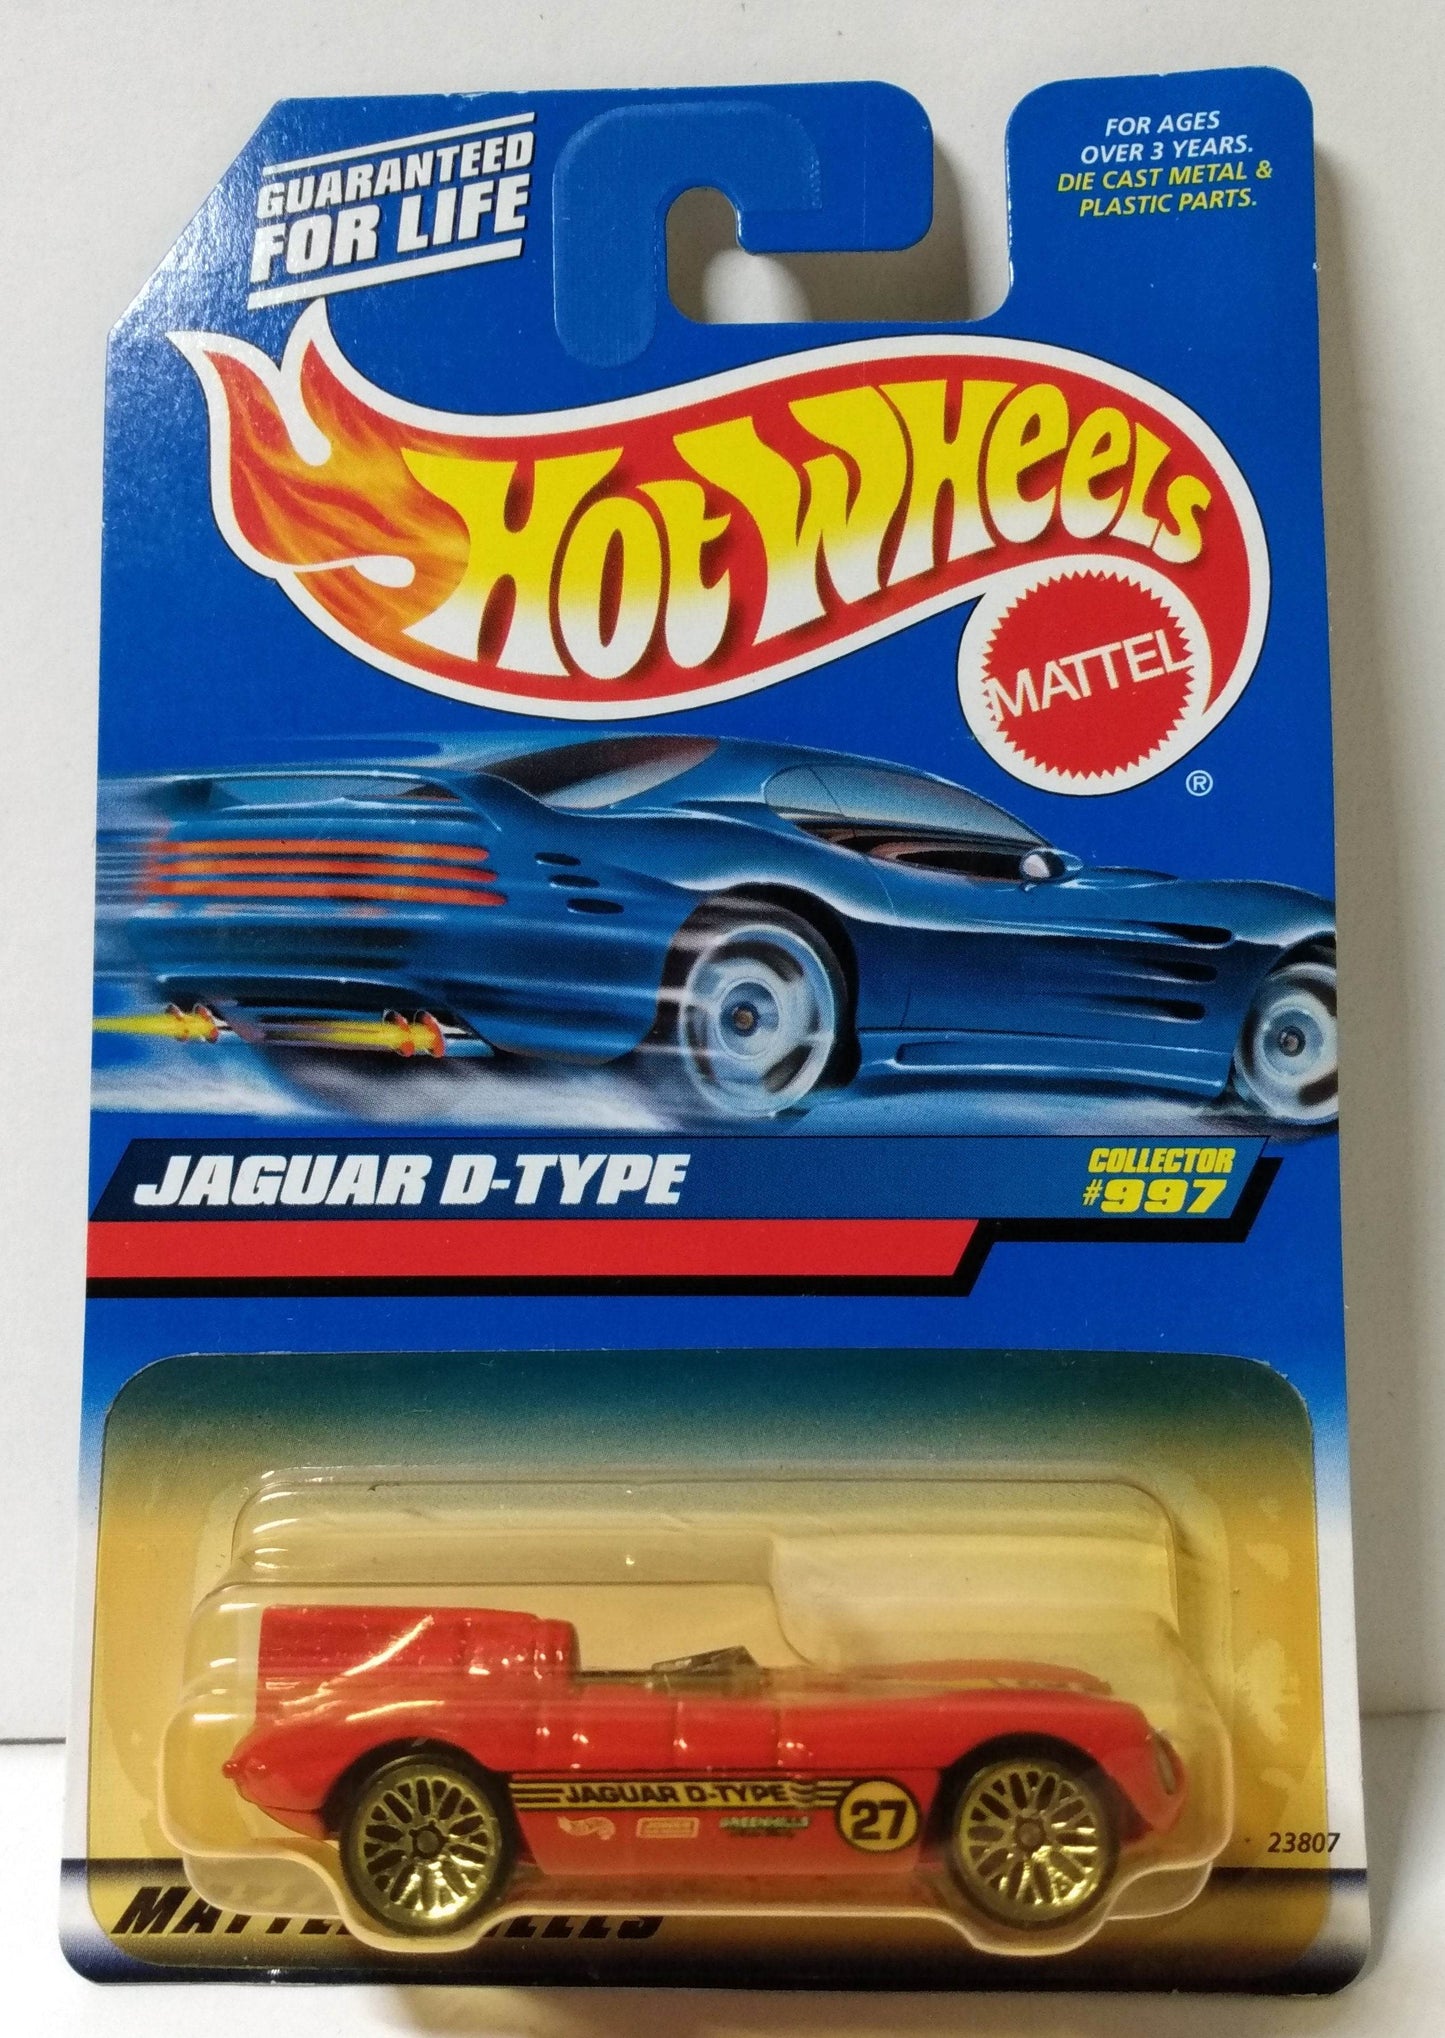 GUARANTEED
FOR LIFE
FOR AGES
OVER 3 YEARS.
DIE CAST METAL &
PLASTIC PARTS.
HOT WHEELS
MATTEL
®
JAGUAR D-TYPE
COLLECTOR
#997
JAGUAR D-TYPE
27
23807